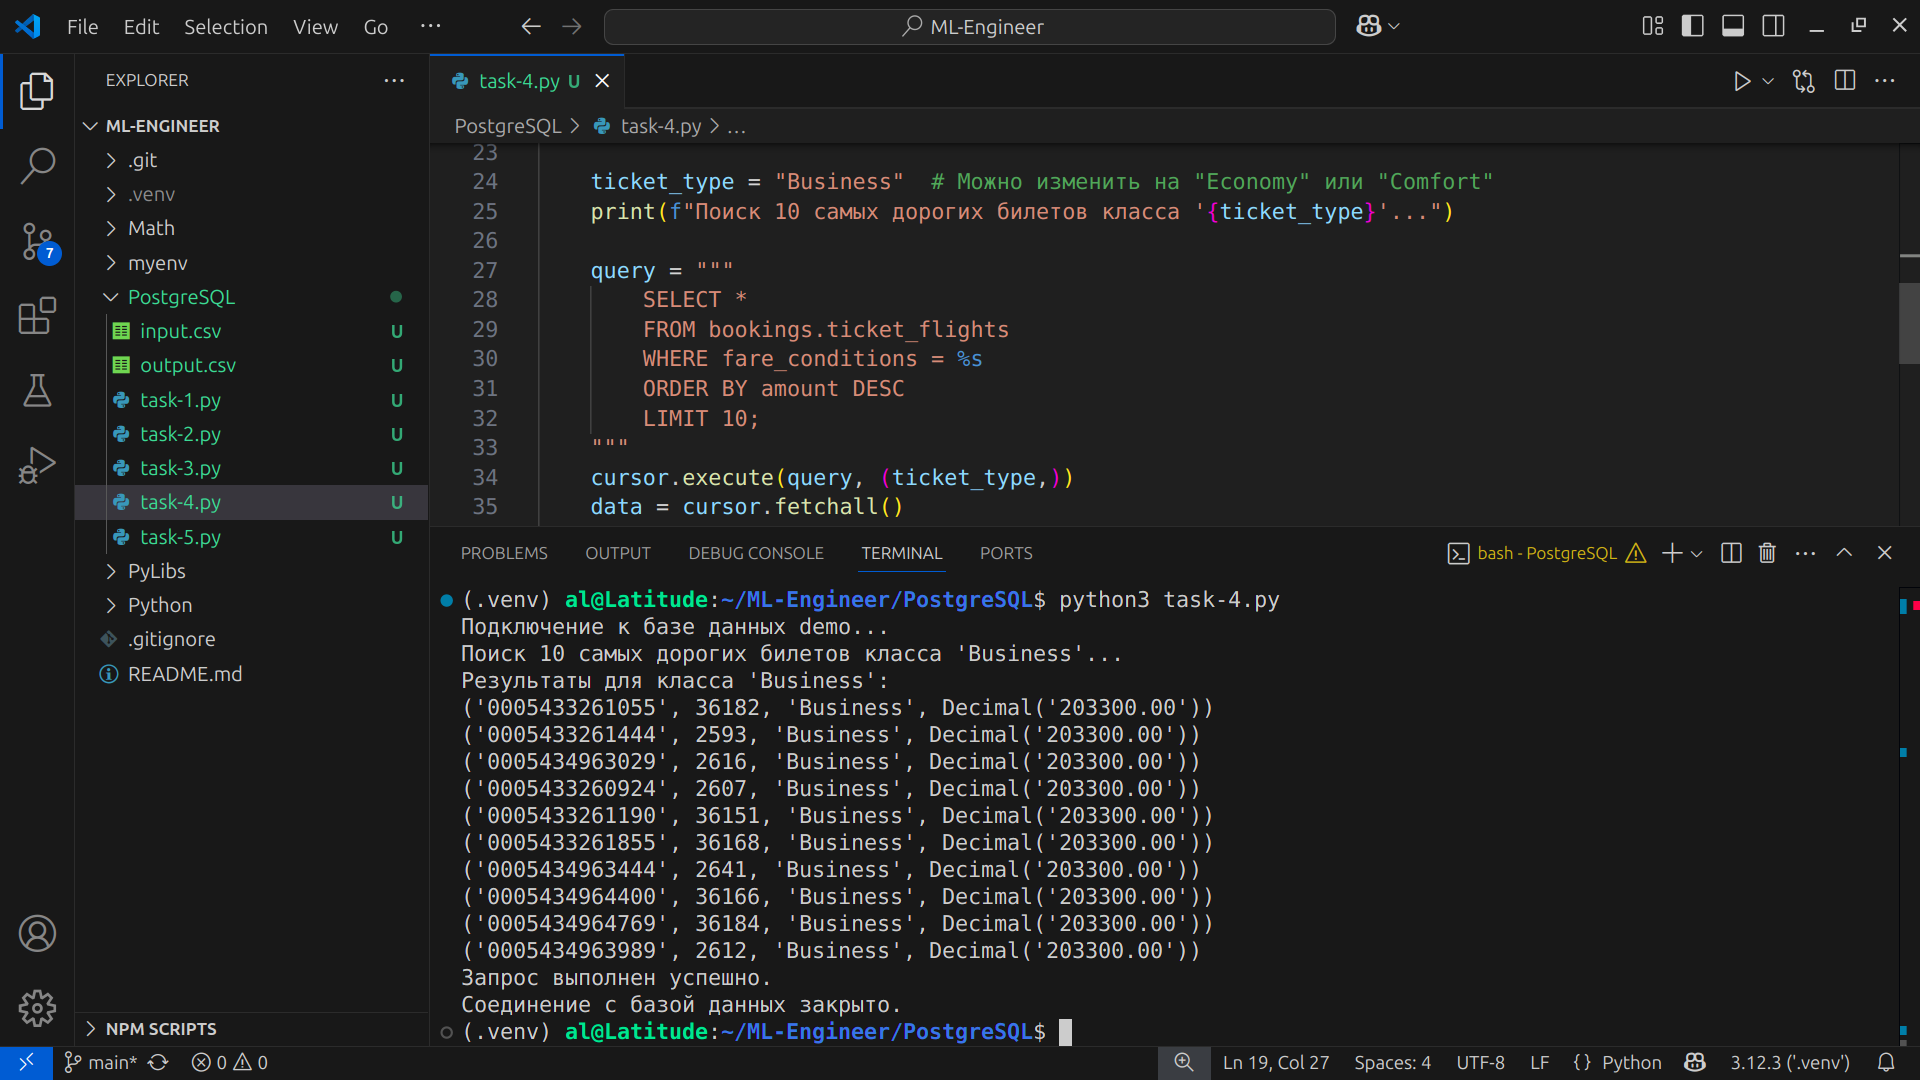 File Edit Selection View Go ···
ML-Engineer
EXPLORER
ML-ENGINEER
.git
.venv
Math
myenv
PostgreSQL
input.csv U
output.csv U
task-1.py U
task-2.py U
task-3.py U
task-4.py U
task-5.py U
PyLibs
Python
.gitignore
README.md
NPM SCRIPTS
7
task-4.py U
PostgreSQL > task-4.py > ...
23
24 ticket_type = "Business"  # Можно изменить на "Economy" или "Comfort"
25 print(f"Поиск 10 самых дорогих билетов класса '{ticket_type}'...")
26
27 query = """
28 SELECT *
29 FROM bookings.ticket_flights
30 WHERE fare_conditions = %s
31 ORDER BY amount DESC
32 LIMIT 10;
33 """
34 cursor.execute(query, (ticket_type,))
35 data = cursor.fetchall()
PROBLEMS OUTPUT DEBUG CONSOLE TERMINAL PORTS
bash - PostgreSQL
(.venv) al@Latitude:~/ML-Engineer/PostgreSQL$ python3 task-4.py
Подключение к базе данных demo...
Поиск 10 самых дорогих билетов класса 'Business'...
Результаты для класса 'Business':
('0005433261055', 36182, 'Business', Decimal('203300.00'))
('0005433261444', 2593, 'Business', Decimal('203300.00'))
('0005434963029', 2616, 'Business', Decimal('203300.00'))
('0005433260924', 2607, 'Business', Decimal('203300.00'))
('0005433261190', 36151, 'Business', Decimal('203300.00'))
('0005433261855', 36168, 'Business', Decimal('203300.00'))
('0005434963444', 2641, 'Business', Decimal('203300.00'))
('0005434964400', 36166, 'Business', Decimal('203300.00'))
('0005434964769', 36184, 'Business', Decimal('203300.00'))
('0005434963989', 2612, 'Business', Decimal('203300.00'))
Запрос выполнен успешно.
Соединение с базой данных закрыто.
(.venv) al@Latitude:~/ML-Engineer/PostgreSQL$
main* 0 0 Ln 19, Col 27 Spaces: 4 UTF-8 LF {} Python 3.12.3 ('.venv')